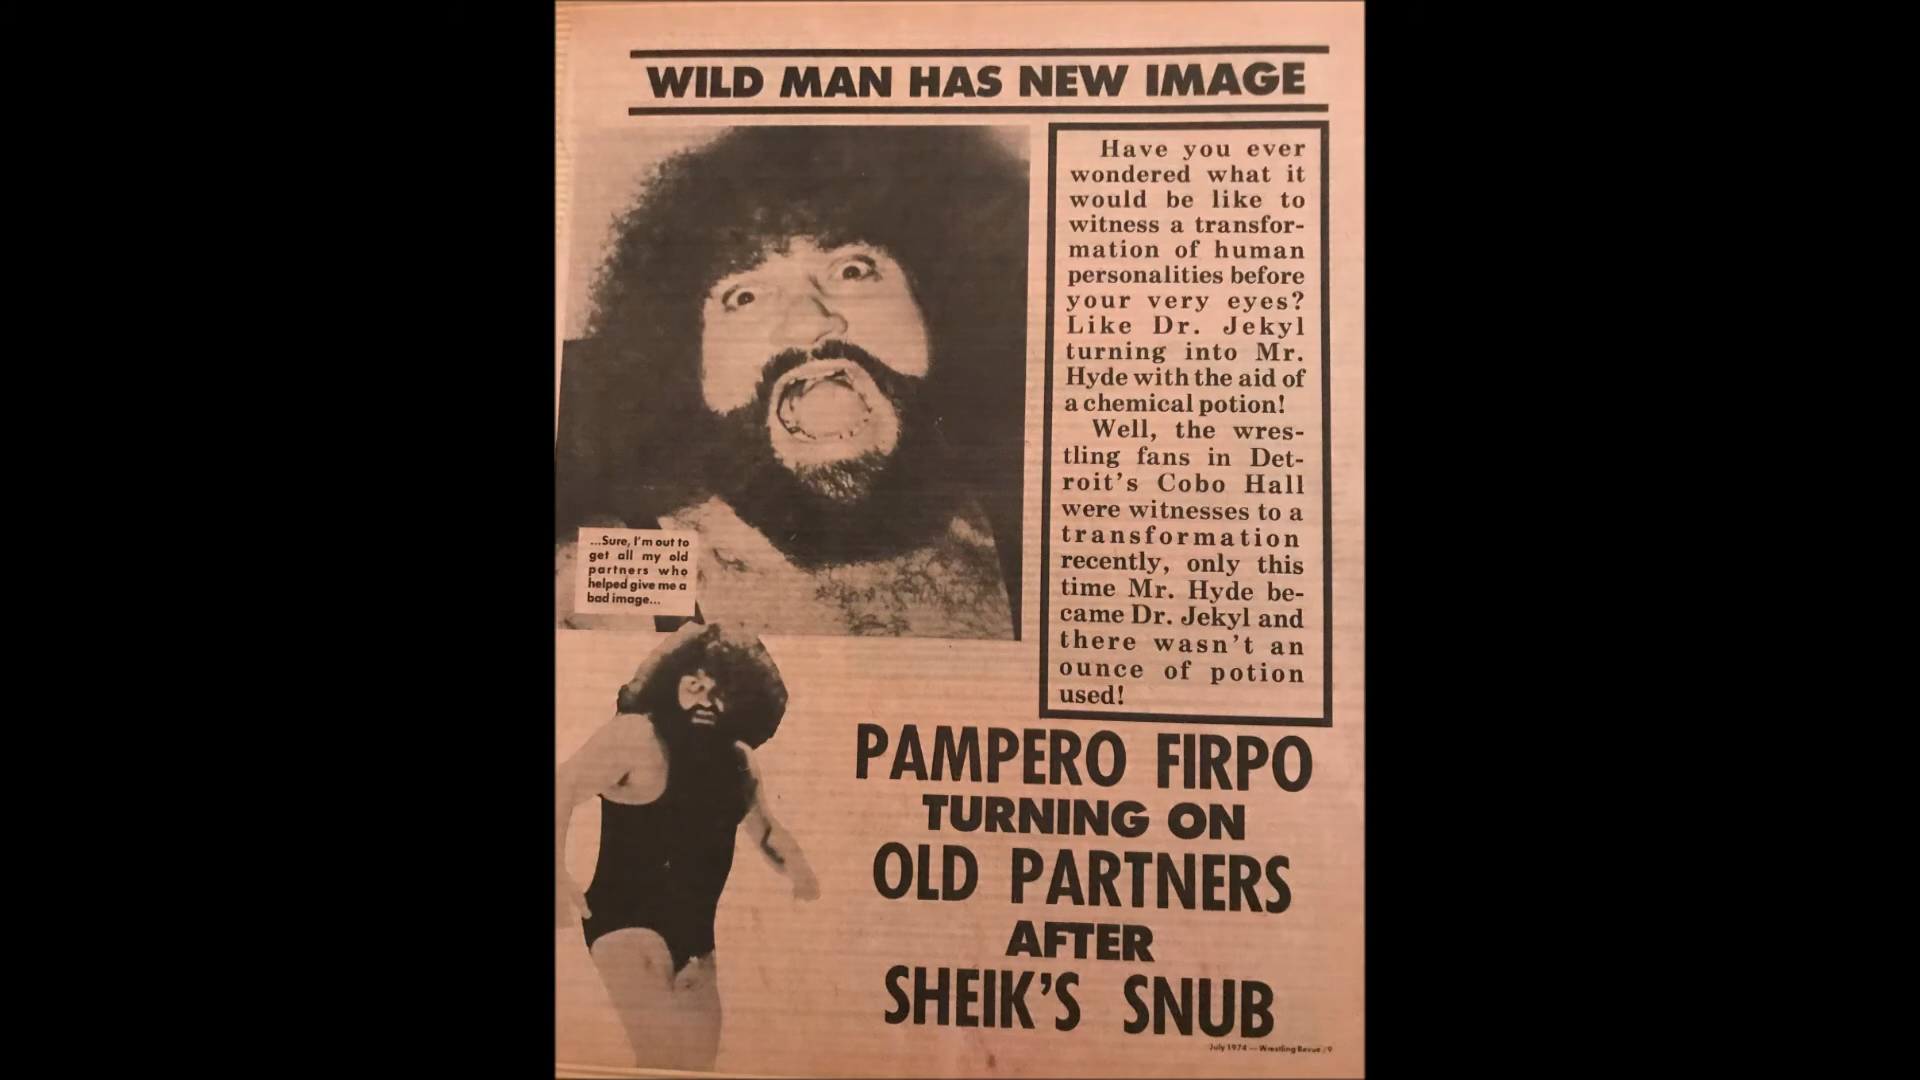 WILD MAN HAS NEW IMAGE
Have you ever
wondered what it
would be like to
witness a transfor-
mation of human
personalities before
your very eyes?
Like Dr. Jekyl
turning into Mr.
Hyde with the aid of
a chemical potion!
Well, the wres-
tling fans in Det-
roit's Cobo Hall
were witnesses to a
transformation
recently, only this
time Mr. Hyde be-
came Dr. Jekyl and
there wasn't an
ounce of potion
used!
...Sure, I'm out to
get all my old
partners who
helped give me a
bad image...
PAMPERO FIRPO
TURNING ON
OLD PARTNERS
AFTER
SHEIK'S SNUB
July 1974 — Wrestling Revue / 9